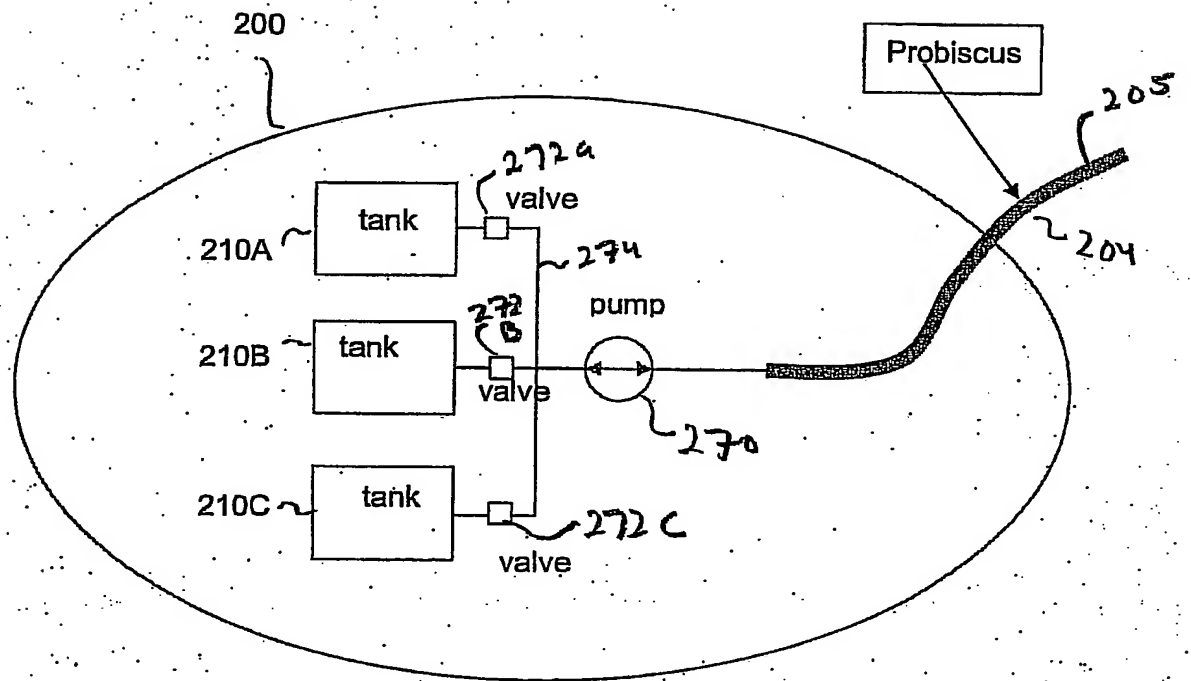 200
Probiscus
205
272a
valve
tank
210A
274
204
272
B
pump
tank
210B
valve
270
tank
210C
272C
valve